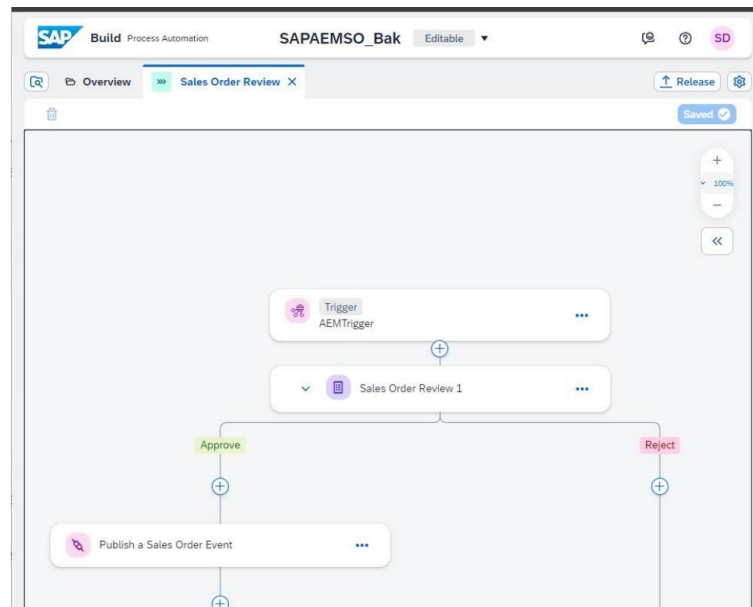 SAP Build Process Automation SAPAEMSO_Bak Editable SD
Overview Sales Order Review Release
Saved
100%
Trigger
AEMTrigger
Sales Order Review 1
Approve Reject
Publish a Sales Order Event